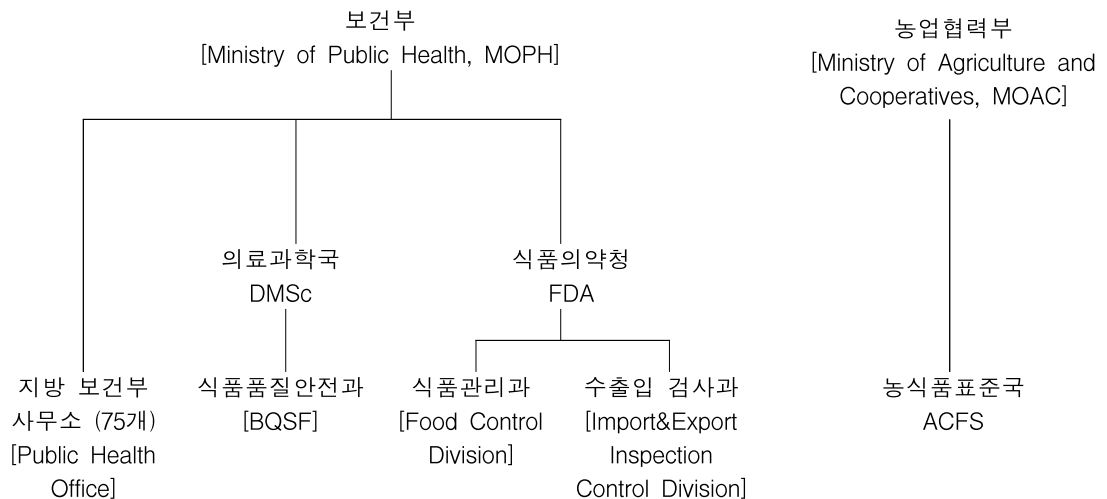 보건부
[Ministry of Public Health, MOPH]
농업협력부
[Ministry of Agriculture and
Cooperatives, MOAC]
의료과학국
DMSc
식품의약청
FDA
지방 보건부
사무소 (75개)
[Public Health
Office]
식품품질안전과
[BQSF]
식품관리과
[Food Control
Division]
수출입 검사과
[Import&Export
Inspection
Control Division]
농식품표준국
ACFS